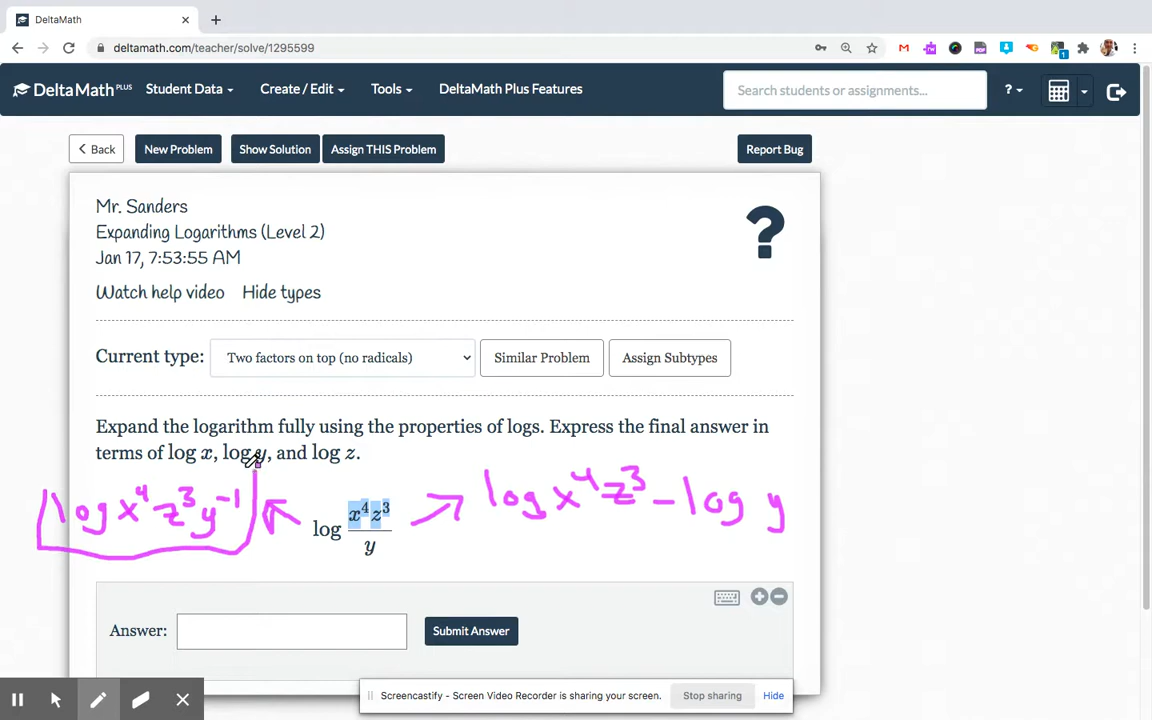 DeltaMath
deltamath.com/teacher/solve/1295599
DeltaMath PLUS Student Data Create / Edit Tools DeltaMath Plus Features Search students or assignments... ?
Back New Problem Show Solution Assign THIS Problem Report Bug
Mr. Sanders
Expanding Logarithms (Level 2)
Jan 17, 7:53:55 AM
Watch help video Hide types
?
Current type: Two factors on top (no radicals) Similar Problem Assign Subtypes
Expand the logarithm fully using the properties of logs. Express the final answer in
terms of log x, log y, and log z.
log x⁴ z³ y⁻¹
log x⁴z³/y
log x⁴ z³ − log y
Answer: Submit Answer
Screencastify - Screen Video Recorder is sharing your screen. Stop sharing Hide